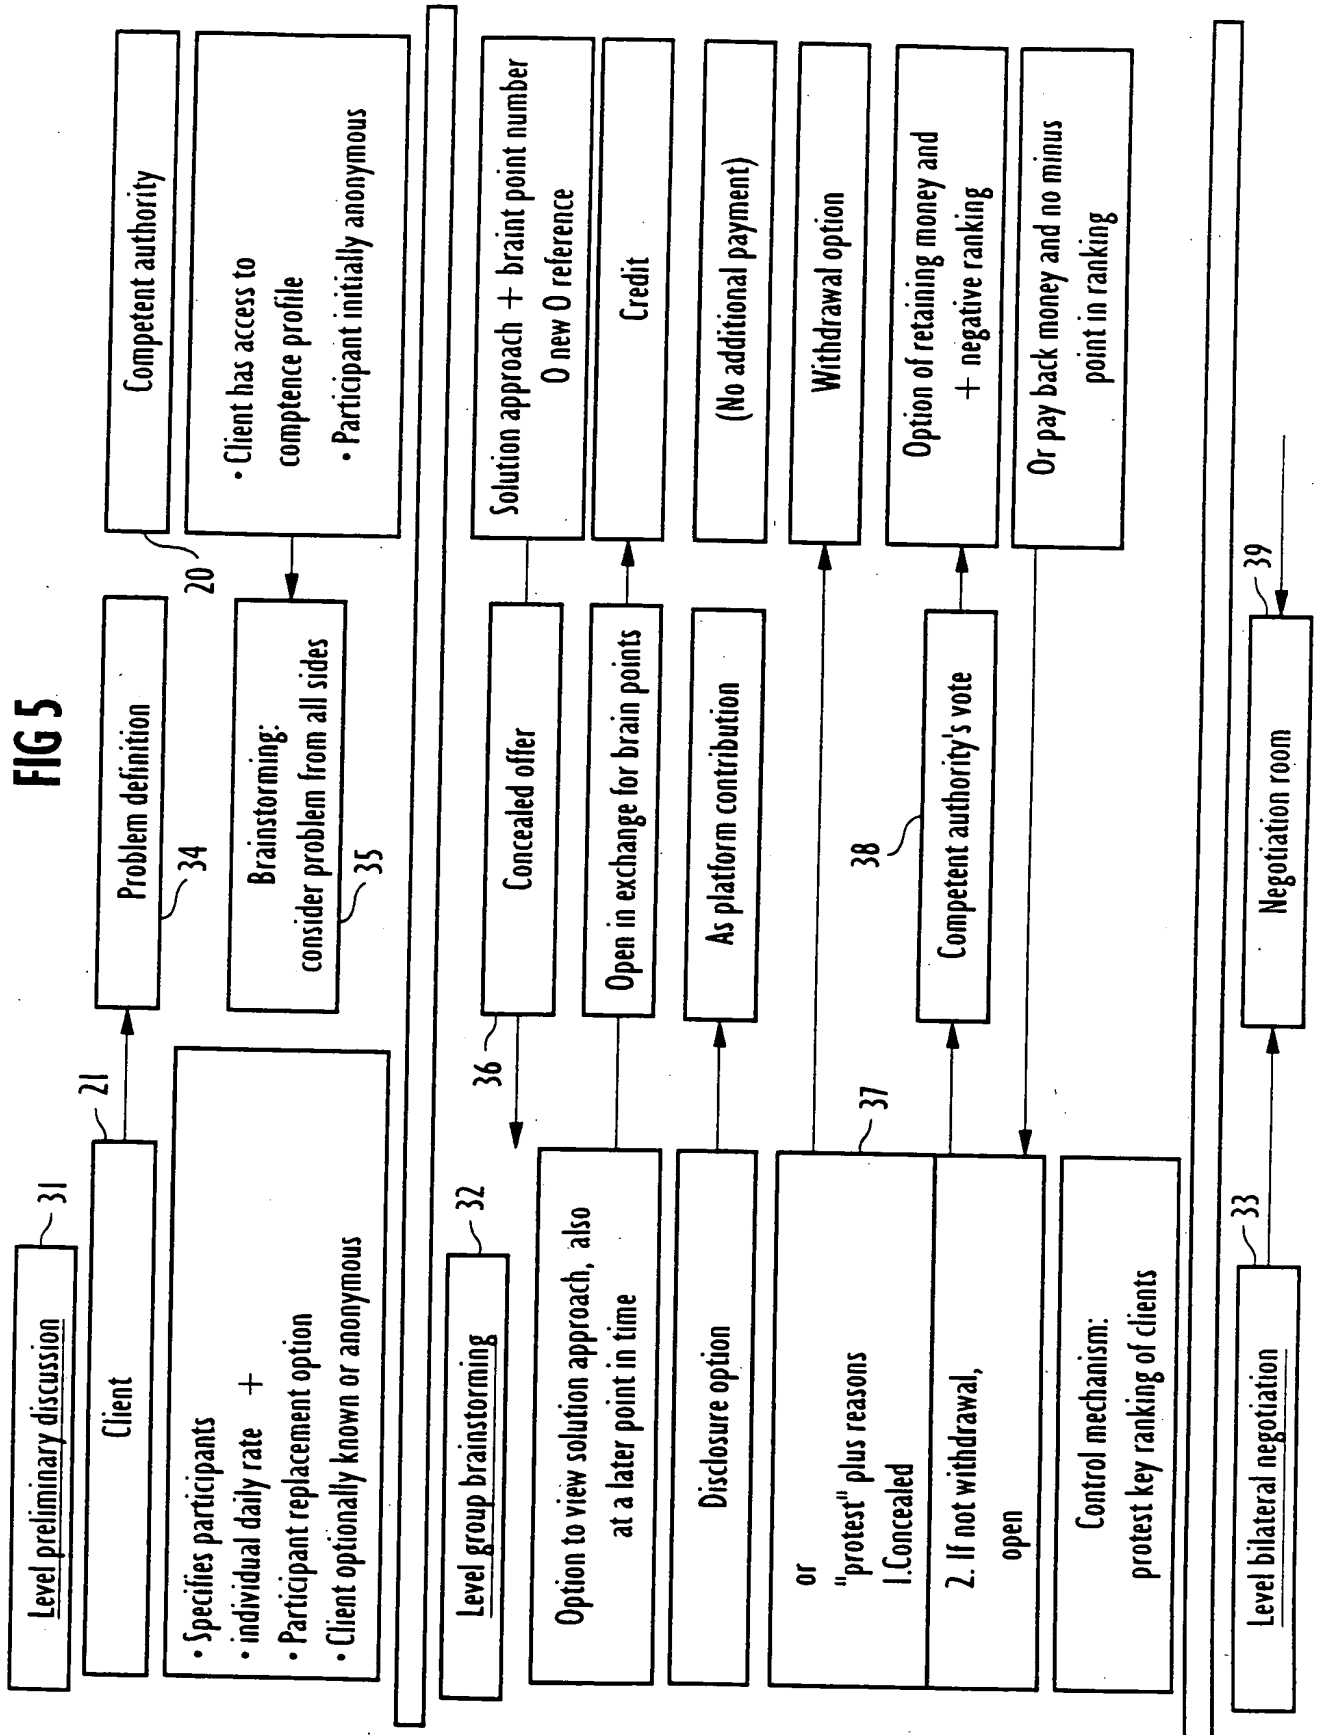 FIG 5
Level preliminary discussion
31
Client
21
Problem definition
34
Competent authority
20
• Specifies participants
• individual daily rate +
• Participant replacement option
• Client optionally known or anonymous
Brainstorming:
consider problem from all sides
35
• Client has access to
comptence profile
• Participant initially anonymous
Level group brainstorming
32
36
Concealed offer
Solution approach + braint point number
O new O reference
Option to view solution approach, also
at a later point in time
Open in exchange for brain points
Credit
Disclosure option
As platform contribution
(No additional payment)
or
"protest" plus reasons
1.Concealed
37
Withdrawal option
2. If not withdrawal,
open
38
Competent authority's vote
Option of retaining money and
+ negative ranking
Or pay back money and no minus
point in ranking
Control mechanism:
protest key ranking of clients
Level bilateral negotiation
33
Negotiation room
39